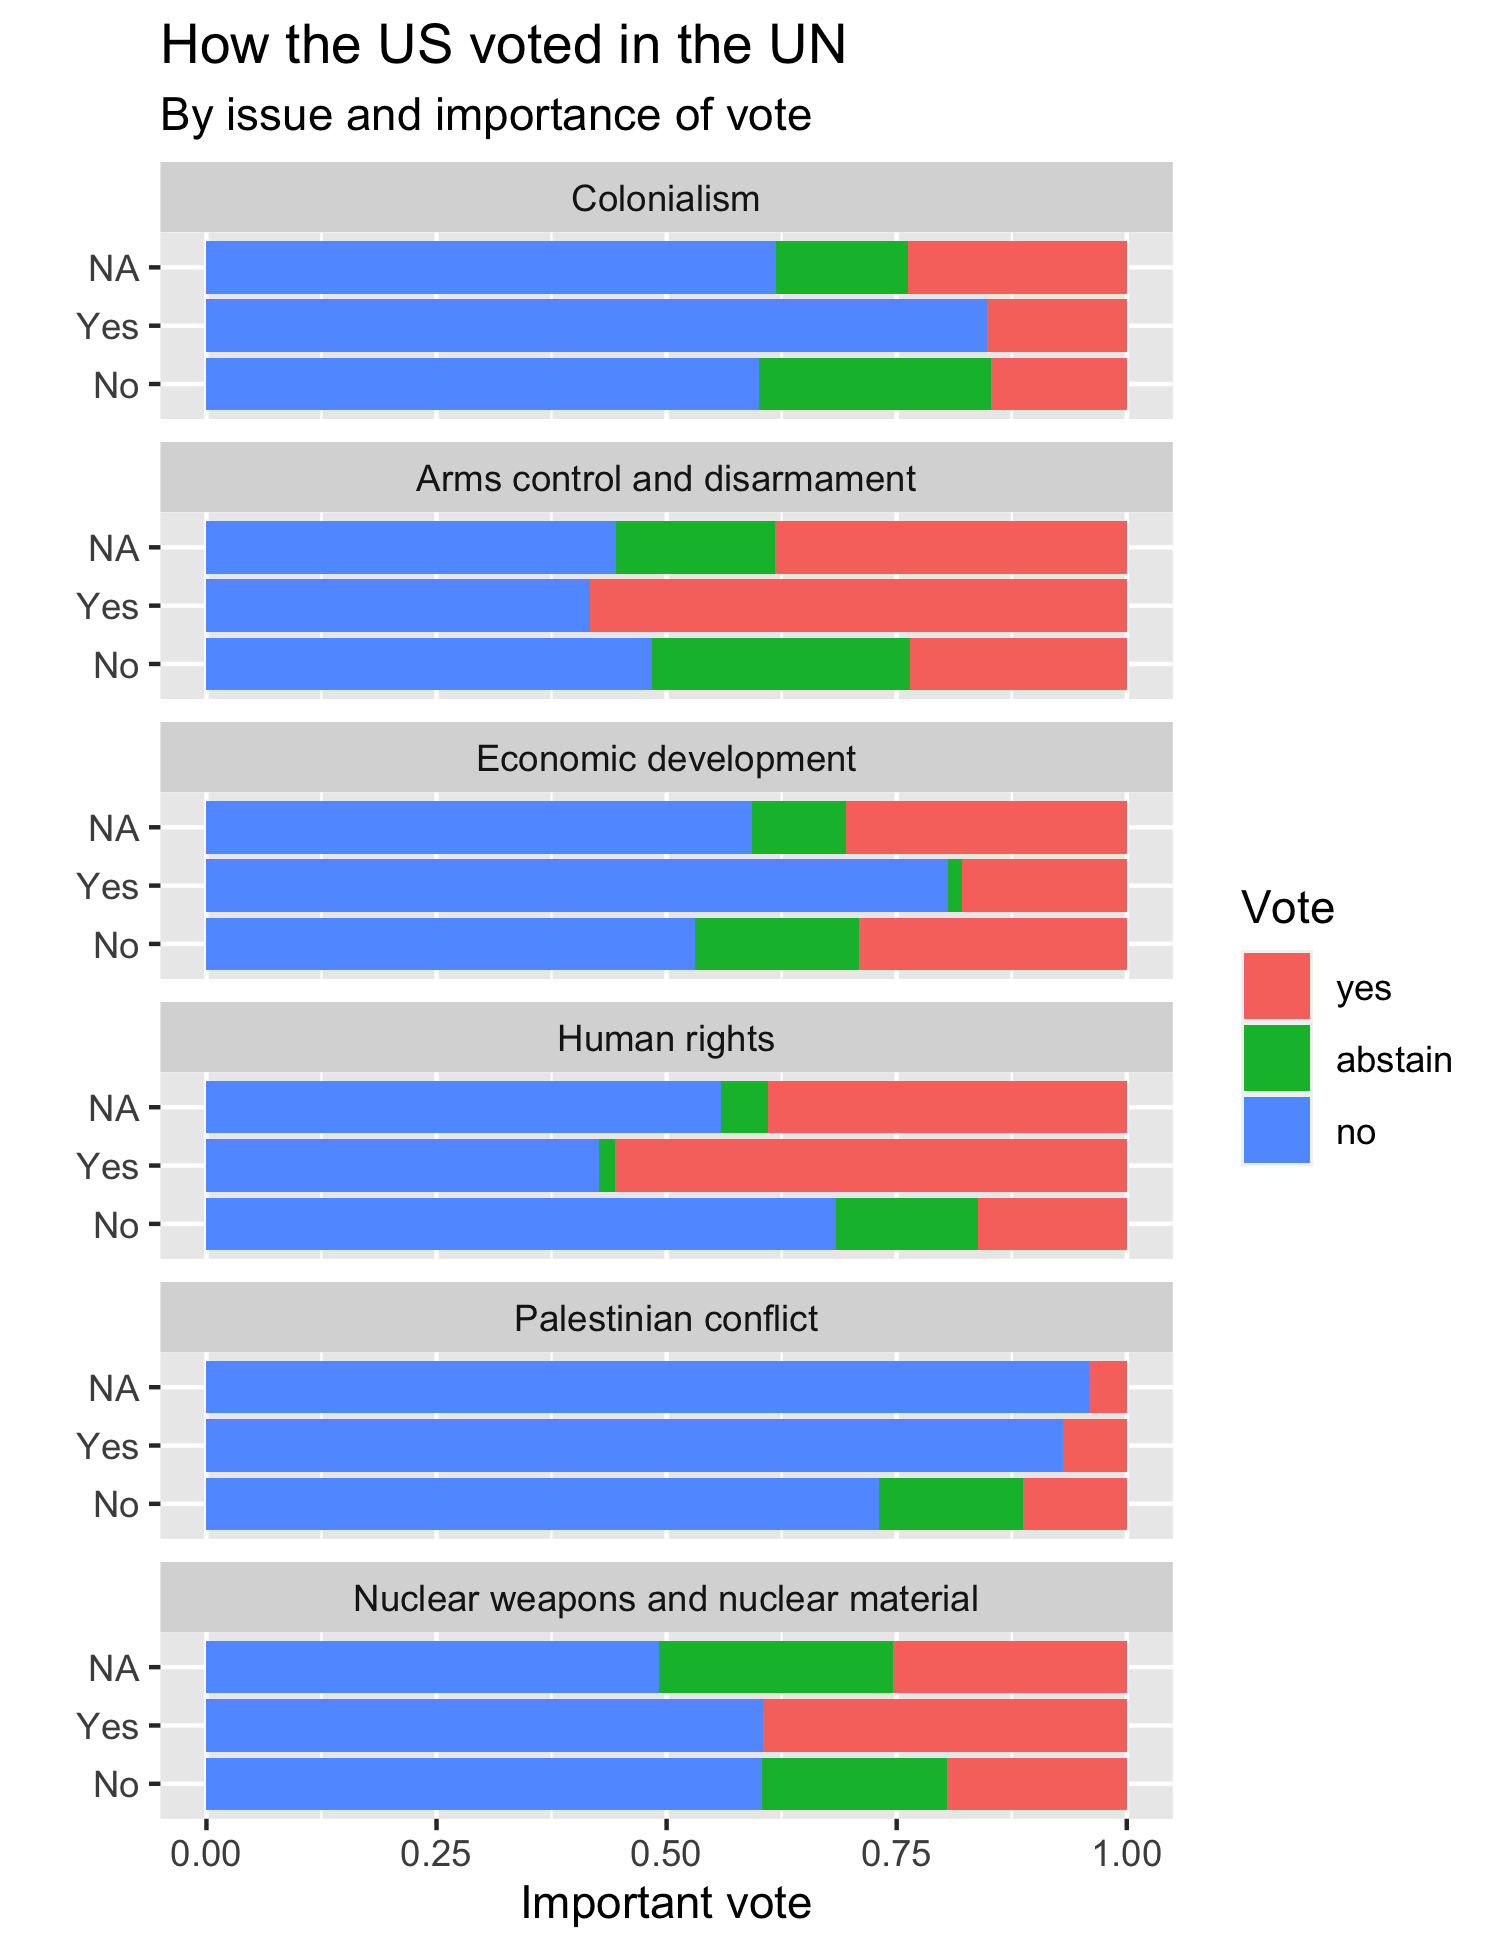 How the US voted in the UN
By issue and importance of vote
Colonialism
NA
Yes
No
Arms control and disarmament
NA
Yes
No
Economic development
NA
Yes
No
Human rights
NA
Yes
No
Palestinian conflict
NA
Yes
No
Nuclear weapons and nuclear material
NA
Yes
No
0.00 0.25 0.50 0.75 1.00
Important vote
Vote
yes
abstain
no